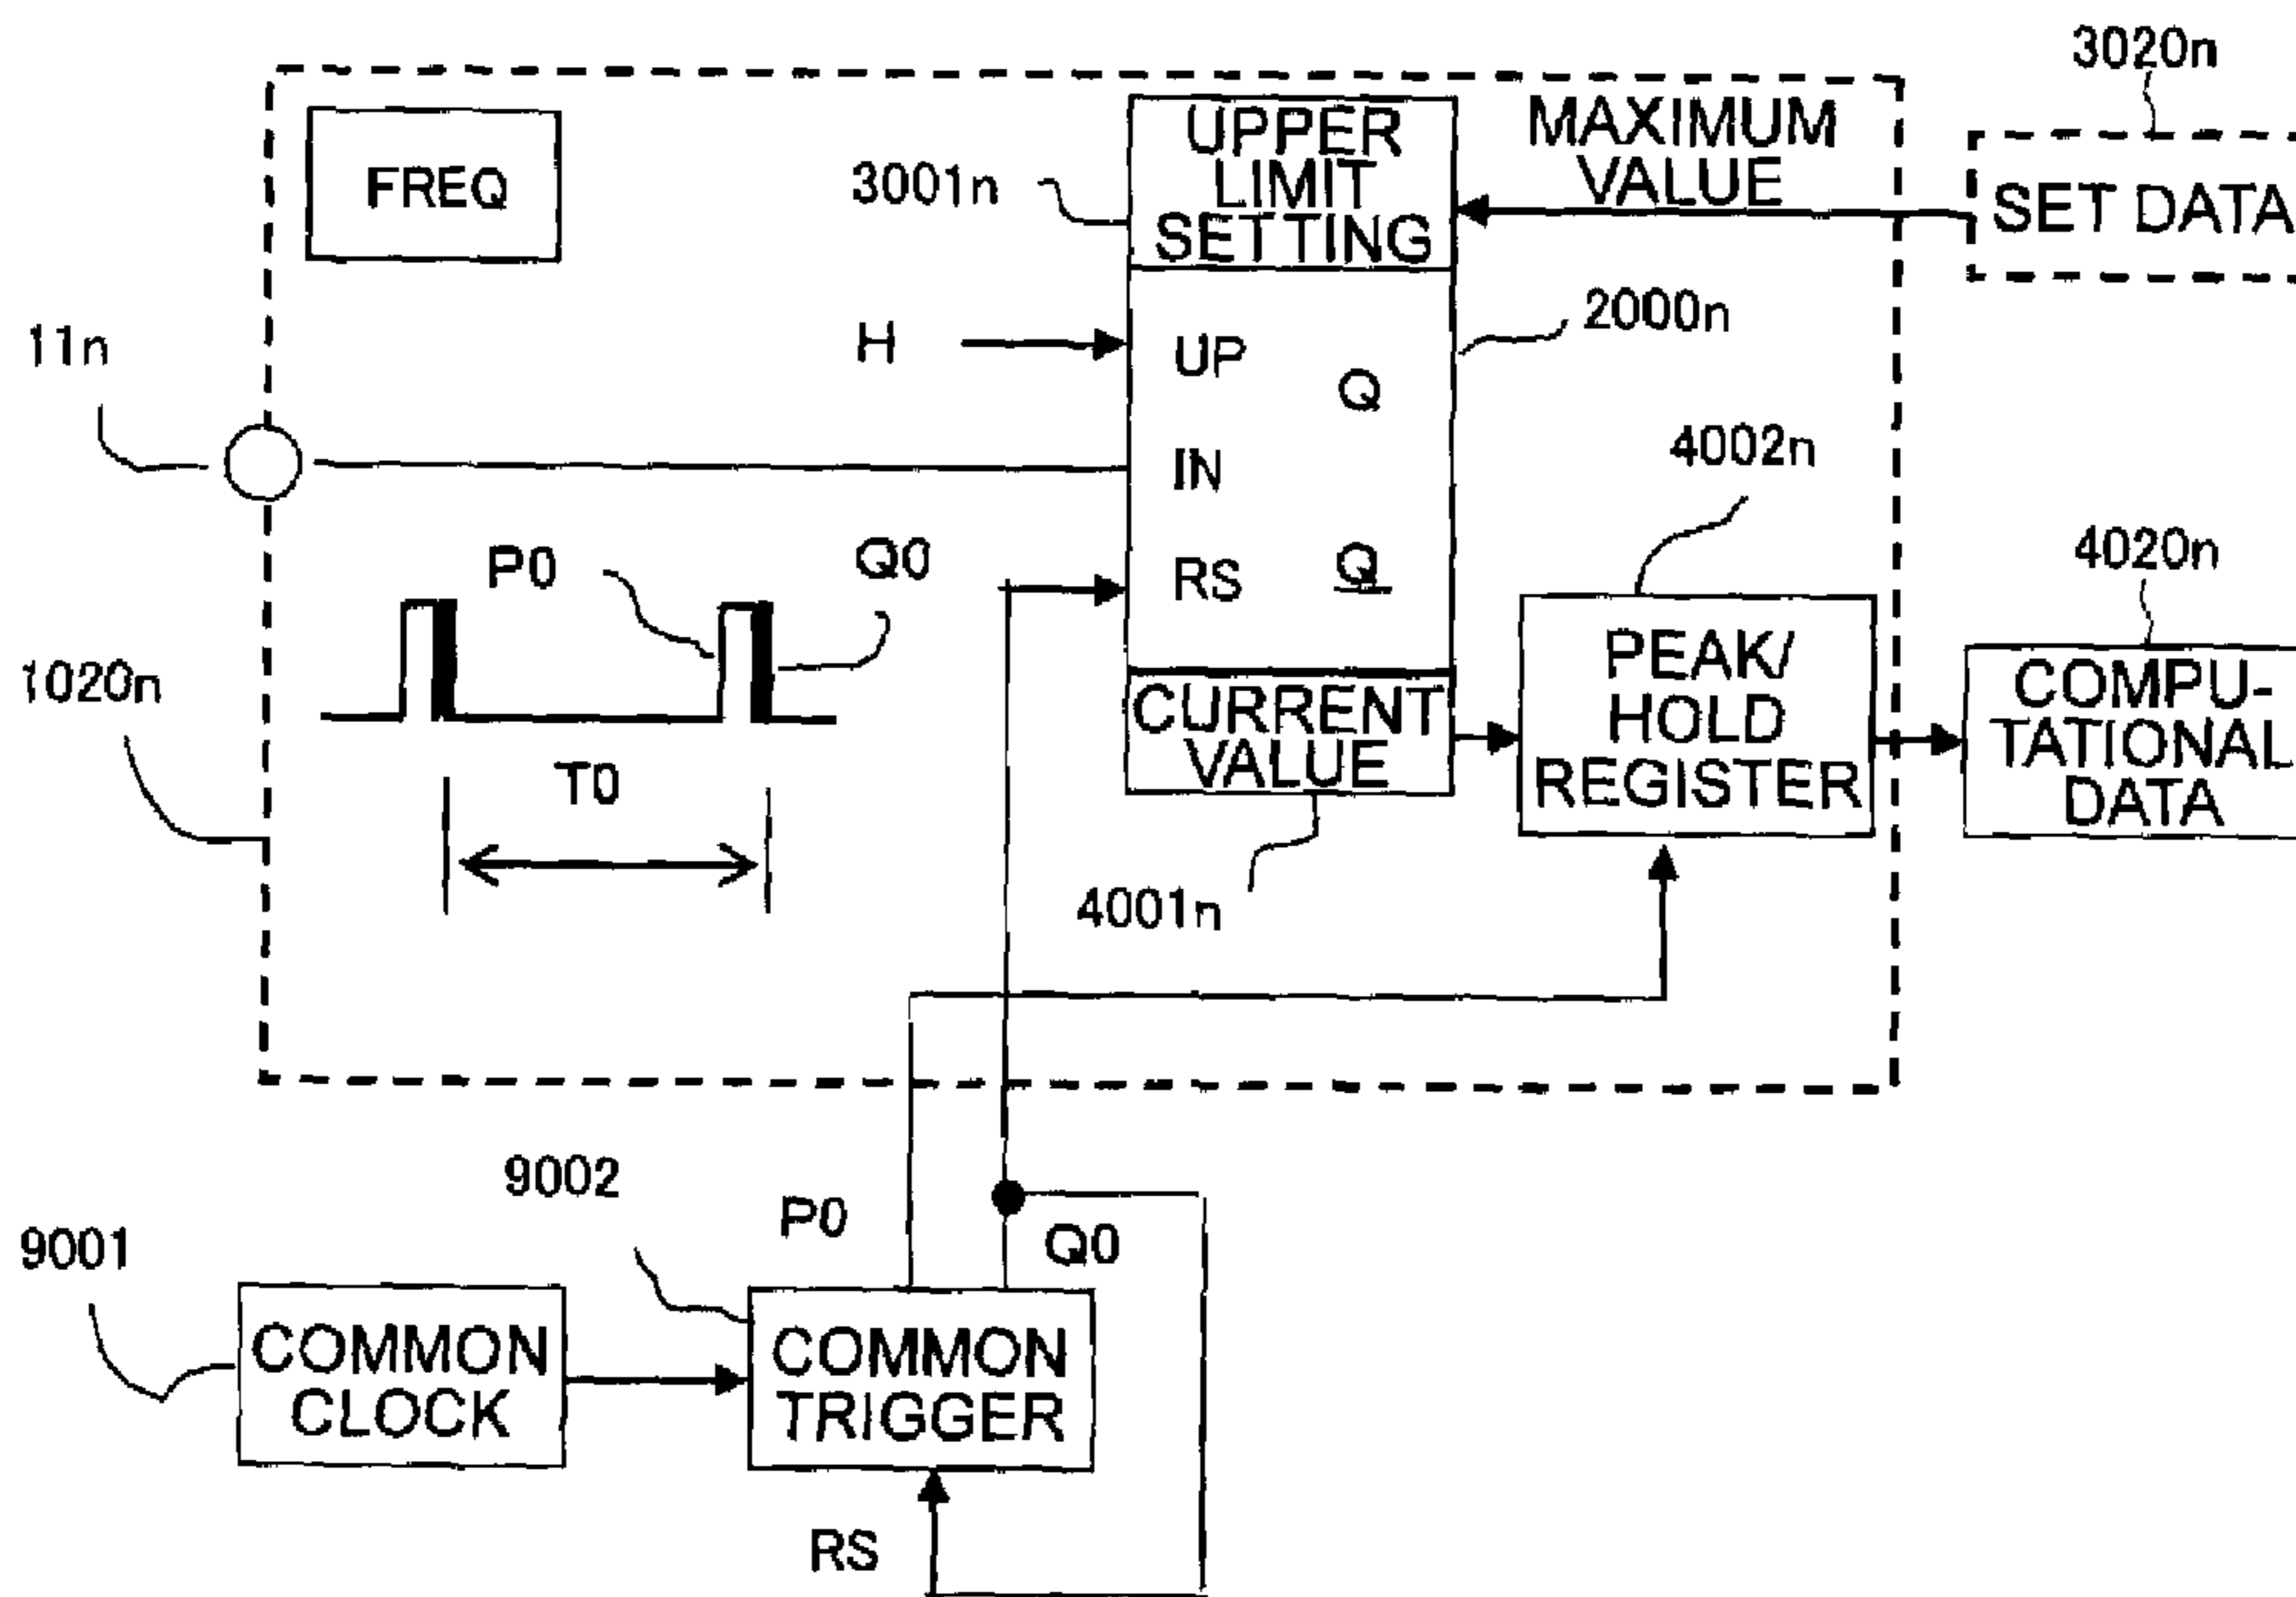 3020n
FREQ
3001n
UPPER
LIMIT
SETTING
MAXIMUM
VALUE
SET DATA
2000n
11n
H
UP
Q
IN
4002n
P0
Q0
RS
Q
4020n
1020n
T0
CURRENT
VALUE
PEAK/
HOLD
REGISTER
COMPU-
TATIONAL
DATA
4001n
9002
P0
Q0
9001
COMMON
CLOCK
COMMON
TRIGGER
RS